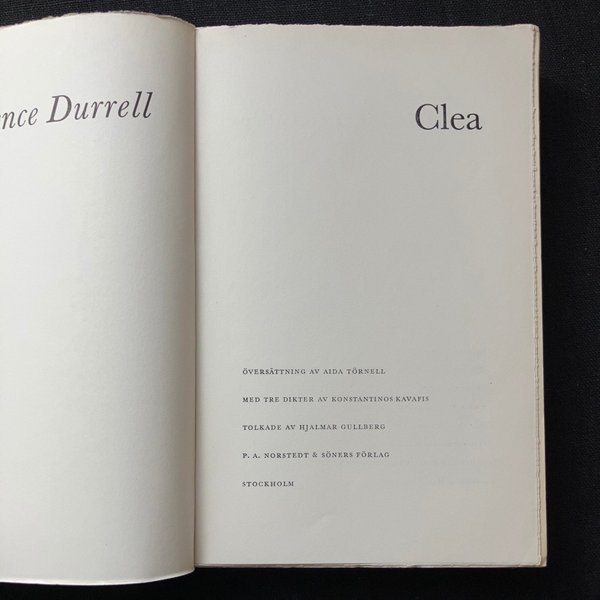 ence Durrell
Clea
ÖVERSÄTTNING AV AIDA TÖRNELL
MED TRE DIKTER AV KONSTANTINOS KAVAFIS
TOLKADE AV HJALMAR GULLBERG
P. A. NORSTEDT & SÖNERS FÖRLAG
STOCKHOLM